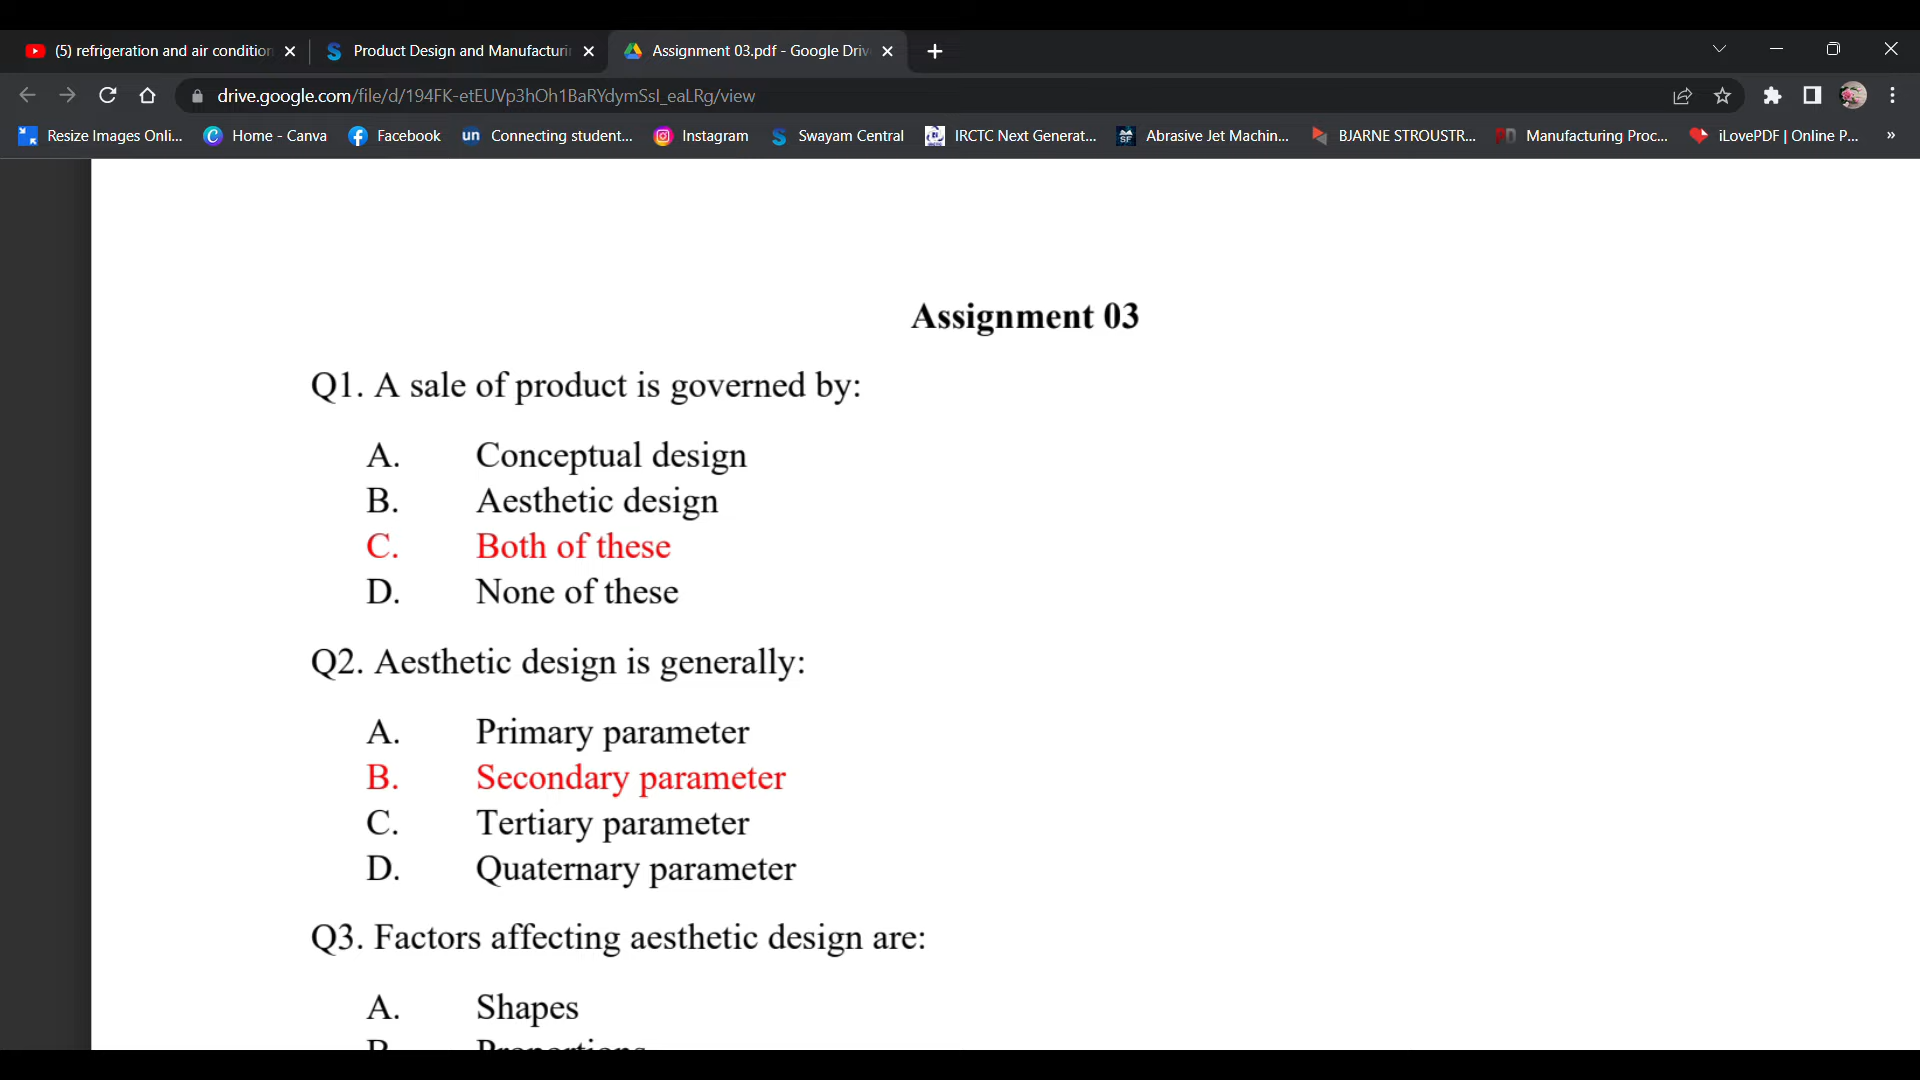 (5) refrigeration and air condition
Product Design and Manufacturi
Assignment 03.pdf - Google Driv
drive.google.com/file/d/194FK-etEUVp3hOh1BaRYdymSsI_eaLRg/view
Resize Images Onli...
Home - Canva
Facebook
un Connecting student...
Instagram
Swayam Central
IRCTC Next Generat...
SF Abrasive Jet Machin...
BJARNE STROUSTR...
Manufacturing Proc...
iLovePDF | Online P...
Assignment 03
Q1. A sale of product is governed by:
A. Conceptual design
B. Aesthetic design
C. Both of these
D. None of these
Q2. Aesthetic design is generally:
A. Primary parameter
B. Secondary parameter
C. Tertiary parameter
D. Quaternary parameter
Q3. Factors affecting aesthetic design are:
A. Shapes
B. Proportions